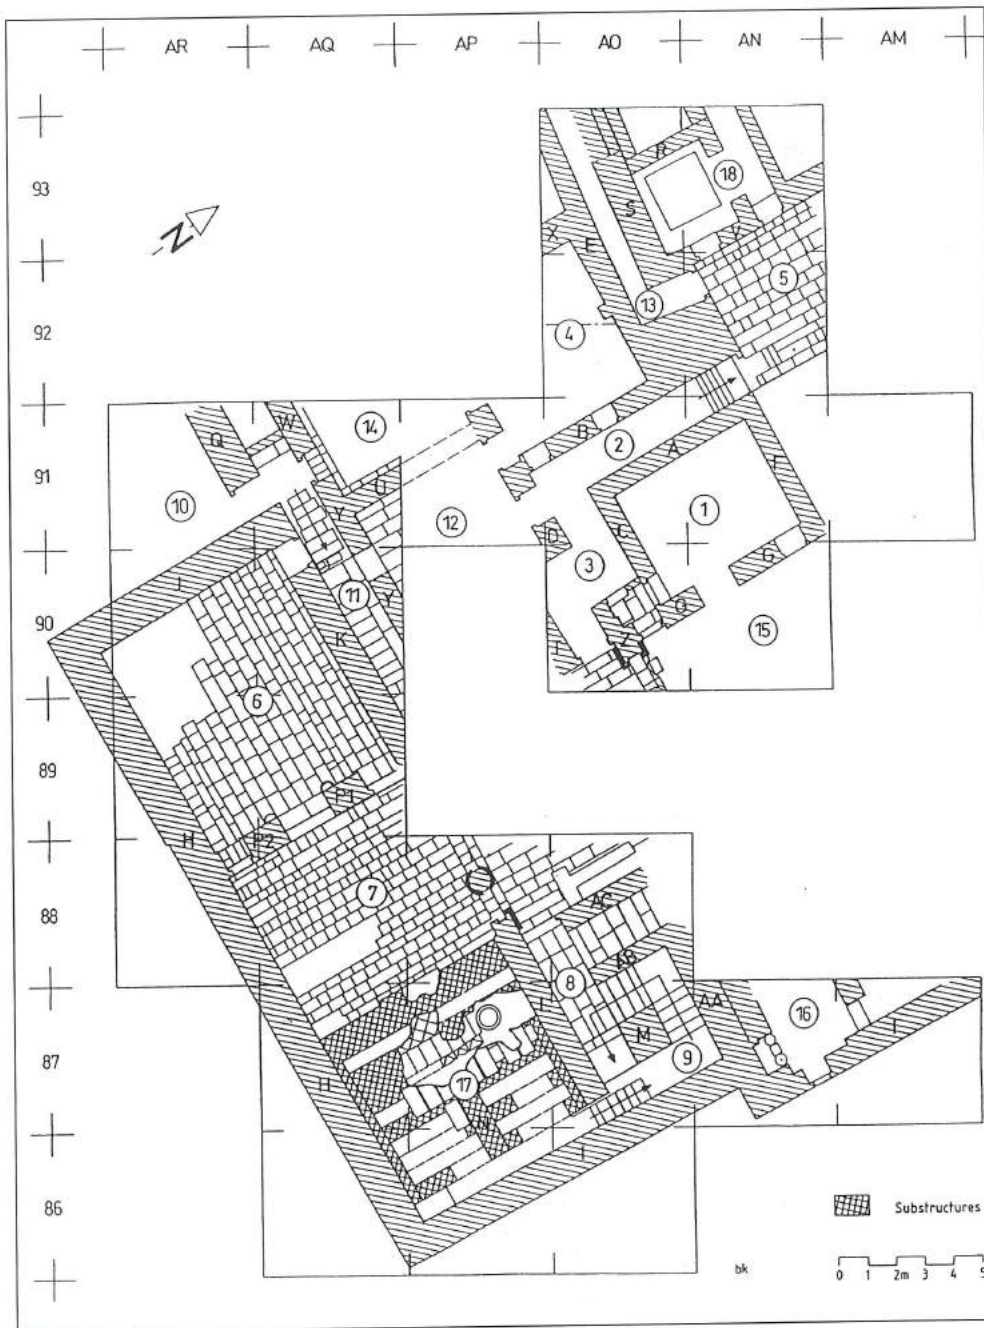 AR AQ AP AO AN AM
93
R
18
S
N
X
E
V
5
13
92
4
W
14
B
2
Q
A
91
U
F
10
Y
1
12
C
D
G
3
J
11
Y
90
K
O
15
Z
L
6
89
P1
H
P2
7
88
AC
AB
8
L
AA
16
M
87
9
I
H
17
N
I
86
Substructures
bk
0 1 2m 3 4 5